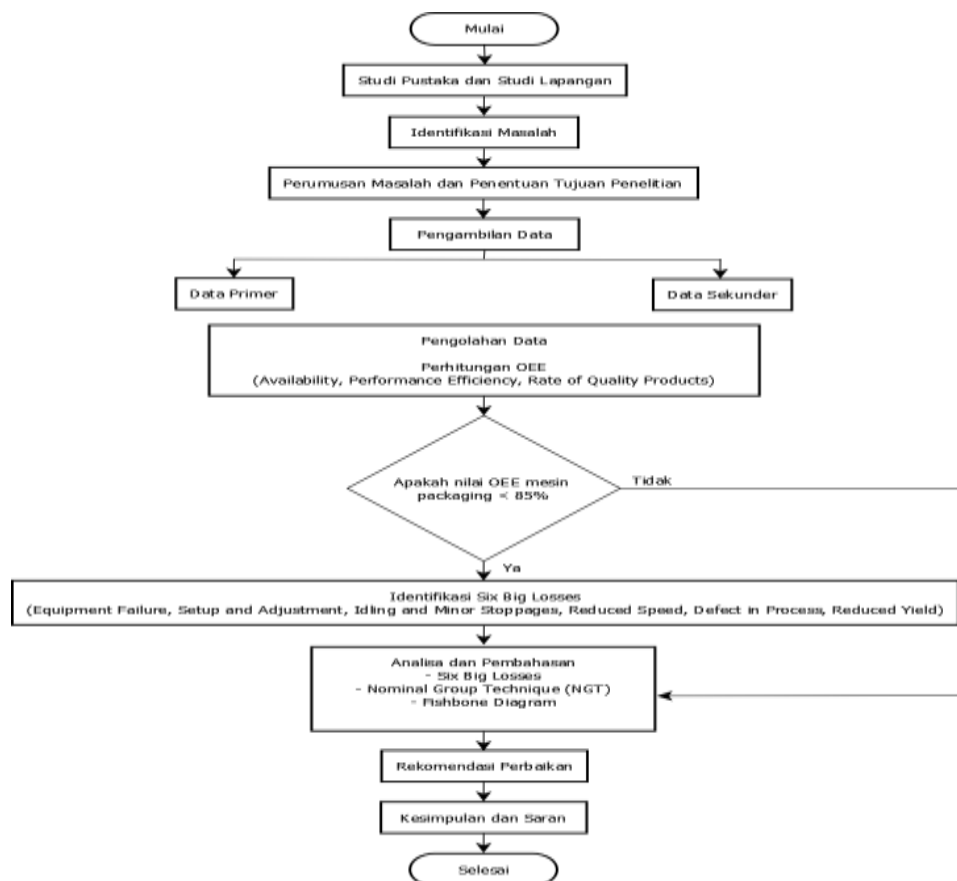 Mulai
Studi Pustaka dan Studi Lapangan
Identifikasi Masalah
Perumusan Masalah dan Penentuan Tujuan Penelitian
Pengambilan Data
Data Primer
Data Sekunder
Pengolahan Data
Perhitungan OEE
(Availability, Performance Efficiency, Rate of Quality Products)
Apakah nilai OEE mesin
packaging < 85%
Tidak
Ya
Identifikasi Six Big Losses
(Equipment Failure, Setup and Adjustment, Idling and Minor Stoppages, Reduced Speed, Defect in Process, Reduced Yield)
Analisa dan Pembahasan
- Six Big Losses
- Nominal Group Technique (NGT)
- Fishbone Diagram
Rekomendasi Perbaikan
Kesimpulan dan Saran
Selesai